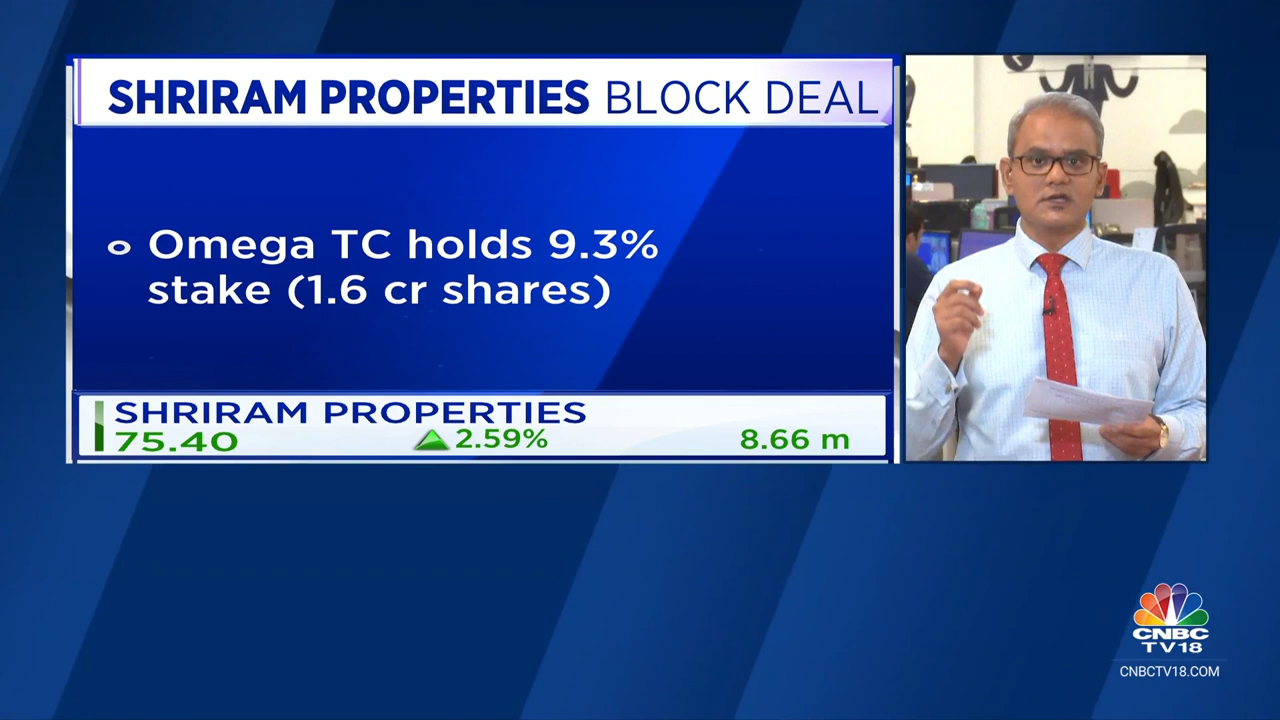 SHRIRAM PROPERTIES BLOCK DEAL
Omega TC holds 9.3%
stake (1.6 cr shares)
SHRIRAM PROPERTIES
75.40 2.59% 8.66 m
CNBC
TV18
CNBCTV18.COM